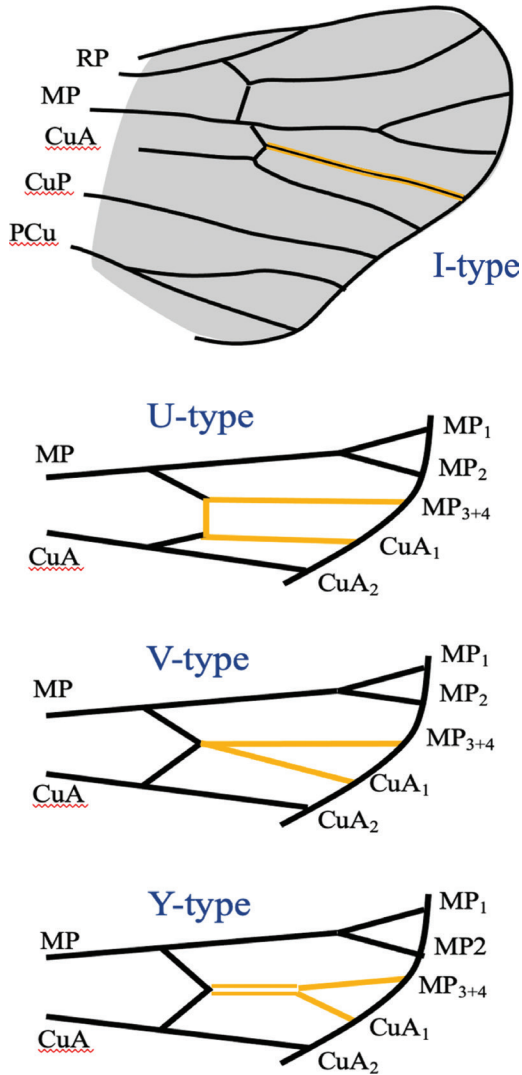 RP
MP
CuA
CuP
PCu
I-type
U-type
MP₁
MP
MP₂
MP₃₊₄
CuA₁
CuA
CuA₂
V-type
MP₁
MP
MP₂
MP₃₊₄
CuA₁
CuA
CuA₂
Y-type
MP₁
MP
MP2
MP₃₊₄
CuA₁
CuA
CuA₂